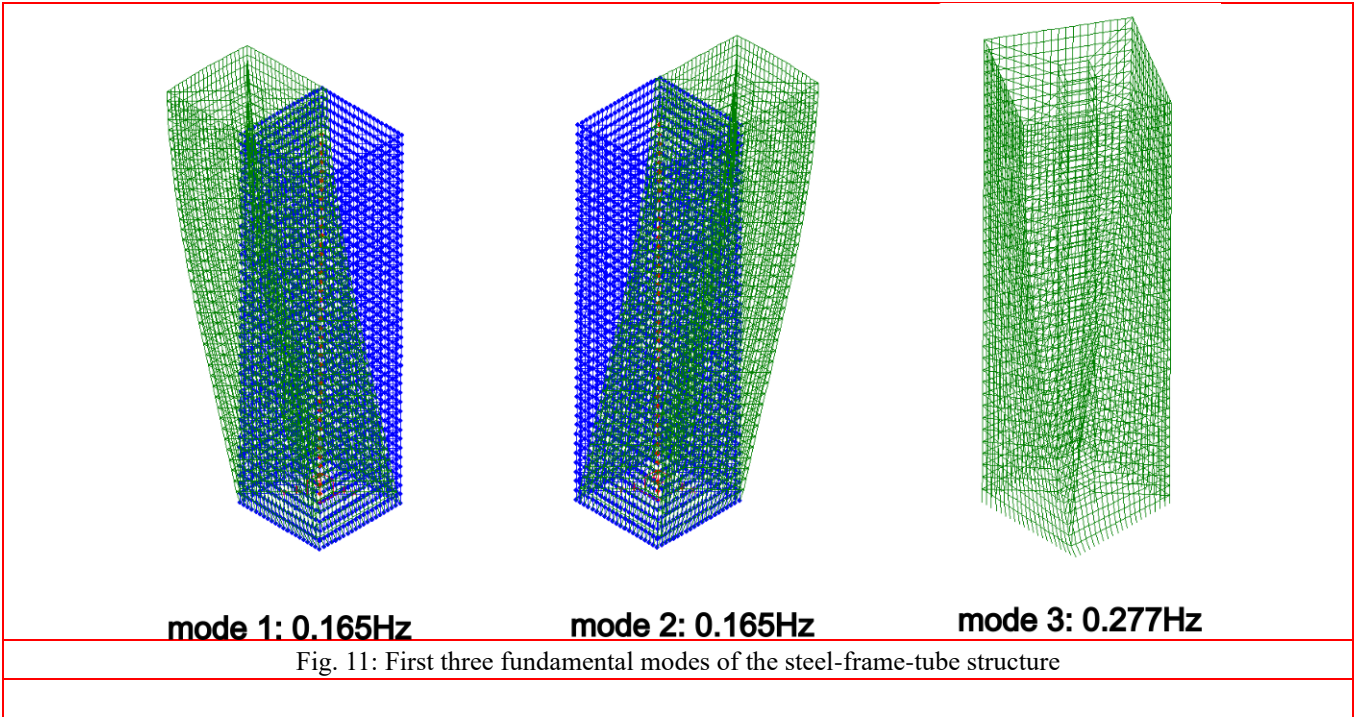 mode 1: 0.165Hz
mode 2: 0.165Hz
mode 3: 0.277Hz
Fig. 11: First three fundamental modes of the steel-frame-tube structure